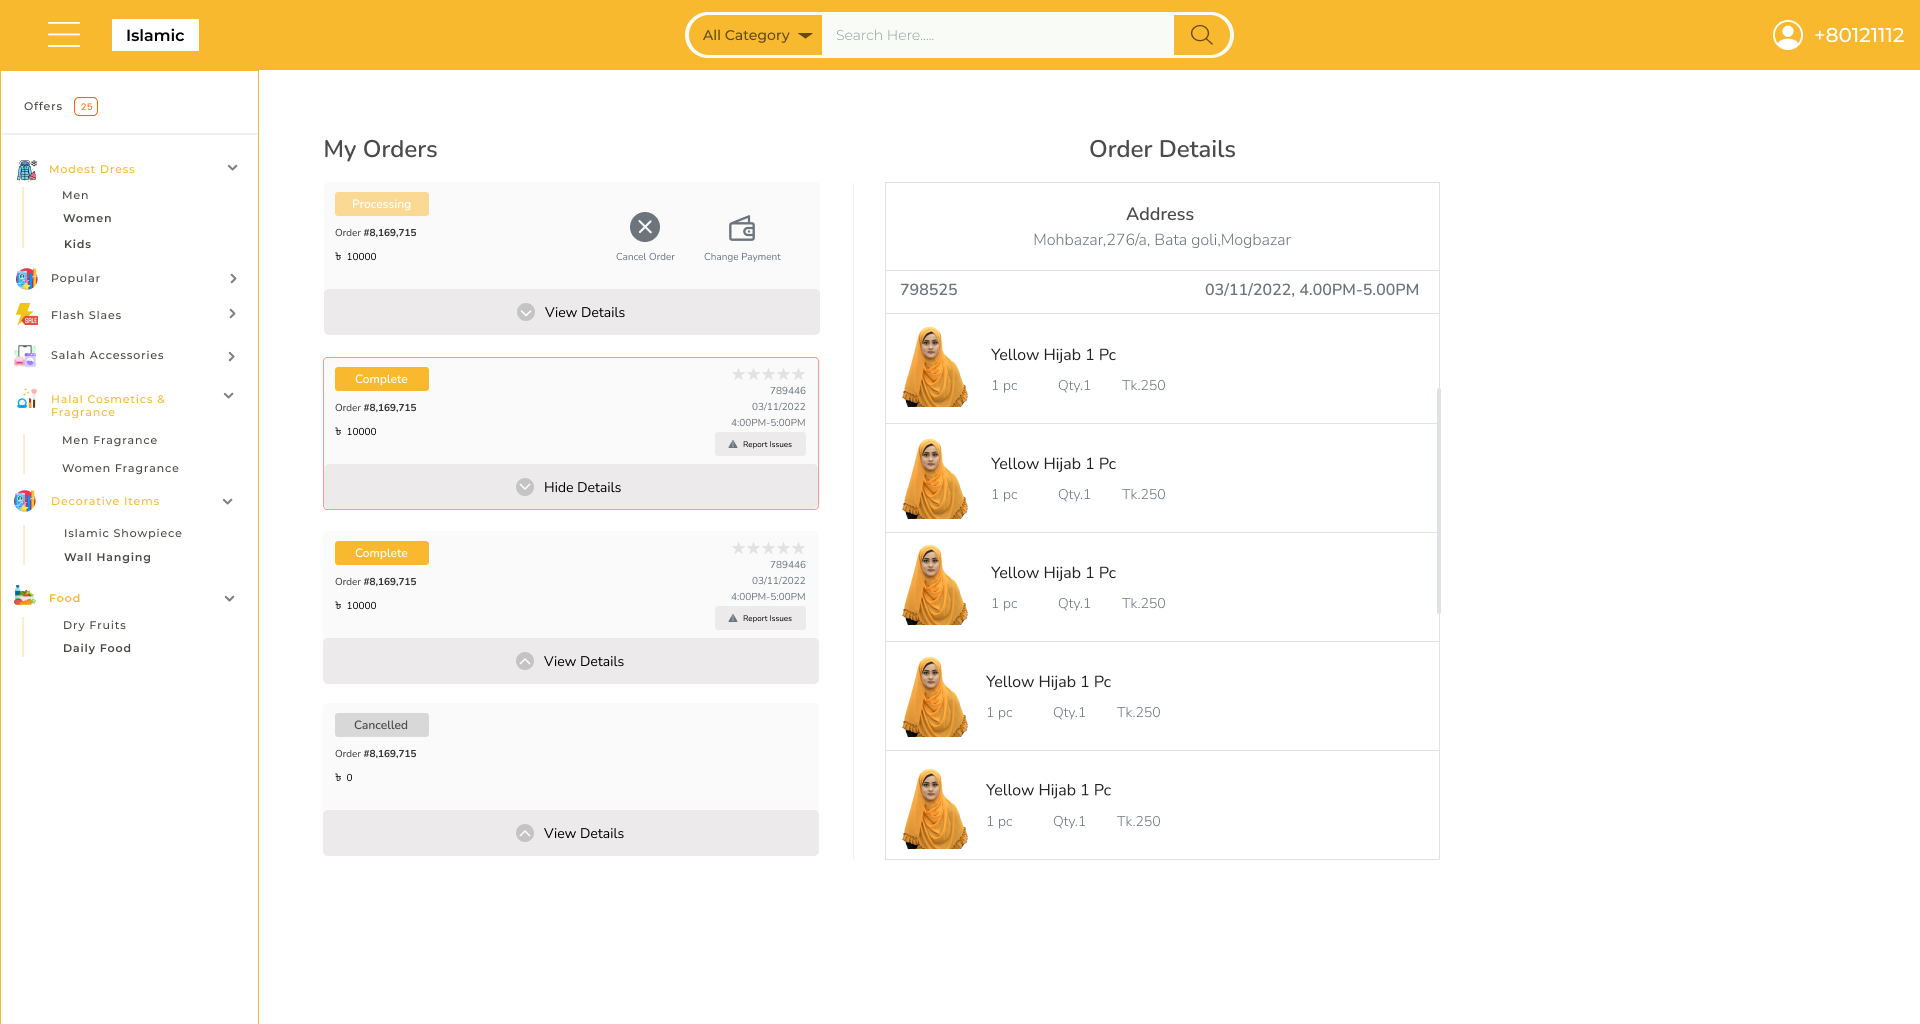 Islamic
All Category
Search Here.....
+80121112
Offers 25
Modest Dress
Men
Women
Kids
Popular
Flash Slaes
SALE
Salah Accessories
Halal Cosmetics &
Fragrance
Men Fragrance
Women Fragrance
Decorative Items
Islamic Showpiece
Wall Hanging
Food
Dry Fruits
Daily Food
My Orders
Processing
Order #8,169,715
৳ 10000
Cancel Order
Change Payment
View Details
Complete
Order #8,169,715
৳ 10000
789446
03/11/2022
4:00PM-5:00PM
Report Issues
Hide Details
Complete
Order #8,169,715
৳ 10000
789446
03/11/2022
4:00PM-5:00PM
Report Issues
View Details
Cancelled
Order #8,169,715
৳ 0
View Details
Order Details
Address
Mohbazar,276/a, Bata goli,Mogbazar
798525 03/11/2022, 4.00PM-5.00PM
Yellow Hijab 1 Pc
1 pc Qty.1 Tk.250
Yellow Hijab 1 Pc
1 pc Qty.1 Tk.250
Yellow Hijab 1 Pc
1 pc Qty.1 Tk.250
Yellow Hijab 1 Pc
1 pc Qty.1 Tk.250
Yellow Hijab 1 Pc
1 pc Qty.1 Tk.250